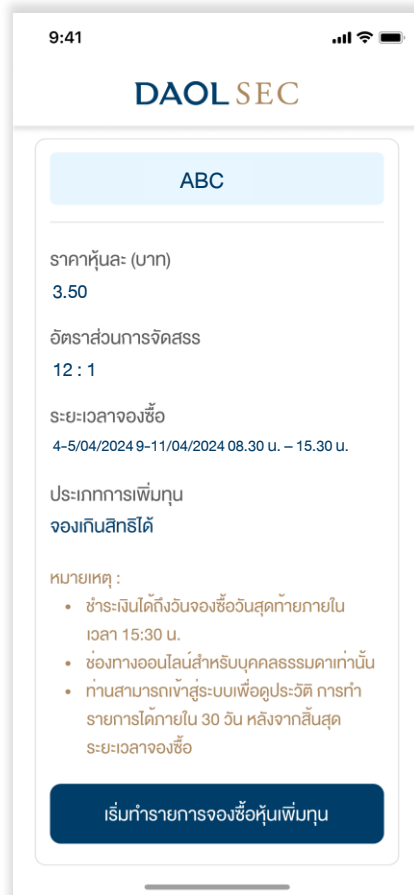 9:41
DAOL SEC
ABC
ราคาหุ้นละ (บาท)
3.50
อัตราส่วนการจัดสรร
12 : 1
ระยะเวลาจองซื้อ
4-5/04/2024 9-11/04/2024 08.30 น. – 15.30 น.
ประเภทการเพิ่มทุน
จองเกินสิทธิได้
หมายเหตุ :
• ชำระเงินได้ถึงวันจองซื้อวันสุดท้ายภายใน
เวลา 15:30 น.
• ช่องทางออนไลน์สำหรับบุคคลธรรมดาเท่านั้น
• ท่านสามารถเข้าสู่ระบบเพื่อดูประวัติ การทำ
รายการได้ภายใน 30 วัน หลังจากสิ้นสุด
ระยะเวลาจองซื้อ
เริ่มทำรายการจองซื้อหุ้นเพิ่มทุน